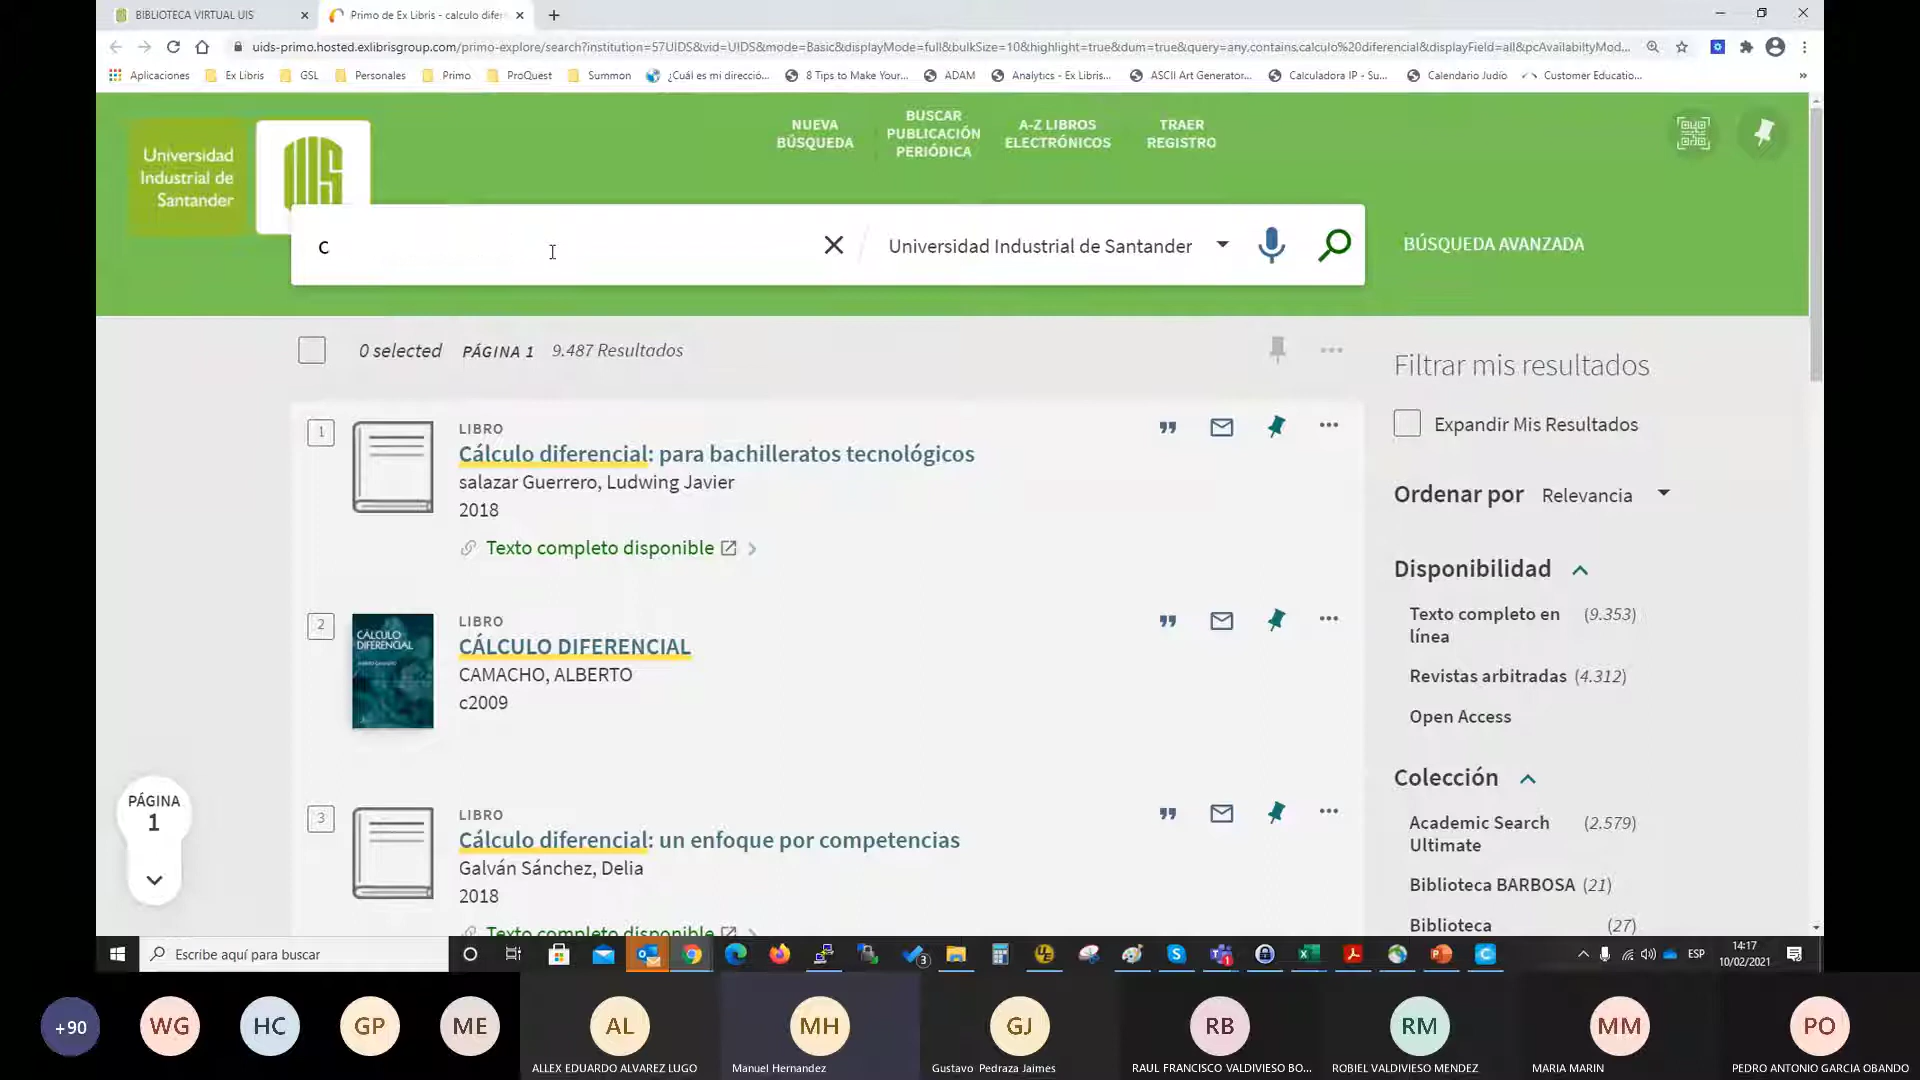 BIBLIOTECA VIRTUAL UIS
Primo de Ex Libris - calculo difer
uids-primo.hosted.exlibrisgroup.com/primo-explore/search?institution=57UIDS&vid=UIDS&mode=Basic&displayMode=full&bulkSize=10&highlight=true&dum=true&query=any,contains,calculo%20diferencial&displayField=all&pcAvailabiltyMod...
Aplicaciones
Ex Libris
GSL
Personales
Primo
ProQuest
Summon
¿Cuál es mi direcció...
8 Tips to Make Your...
ADAM
Analytics - Ex Libris...
ASCII Art Generator...
Calculadora IP - Su...
Calendario Judío
Customer Educatio...
»
Universidad
Industrial de
Santander
UIS
NUEVA
BÚSQUEDA
BUSCAR
PUBLICACIÓN
PERIÓDICA
A-Z LIBROS
ELECTRÓNICOS
TRAER
REGISTRO
c
Universidad Industrial de Santander
BÚSQUEDA AVANZADA
0 selected PÁGINA 1 9.487 Resultados
1
LIBRO
Cálculo diferencial: para bachilleratos tecnológicos
salazar Guerrero, Ludwing Javier
2018
Texto completo disponible
2
CÁLCULO
DIFERENCIAL
LIBRO
CÁLCULO DIFERENCIAL
CAMACHO, ALBERTO
c2009
3
LIBRO
Cálculo diferencial: un enfoque por competencias
Galván Sánchez, Delia
2018
Texto completo disponible
PÁGINA
1
Filtrar mis resultados
Expandir Mis Resultados
Ordenar por Relevancia
Disponibilidad
Texto completo en (9.353)
línea
Revistas arbitradas (4.312)
Open Access
Colección
Academic Search (2.579)
Ultimate
Biblioteca BARBOSA (21)
Biblioteca (27)
Escribe aquí para buscar
3
ESP
14:17
10/02/2021
+90
WG
HC
GP
ME
AL
ALLEX EDUARDO ALVAREZ LUGO
MH
Manuel Hernandez
GJ
Gustavo Pedraza Jaimes
RB
RAUL FRANCISCO VALDIVIESO BO...
RM
ROBIEL VALDIVIESO MENDEZ
MM
MARIA MARIN
PO
PEDRO ANTONIO GARCIA OBANDO